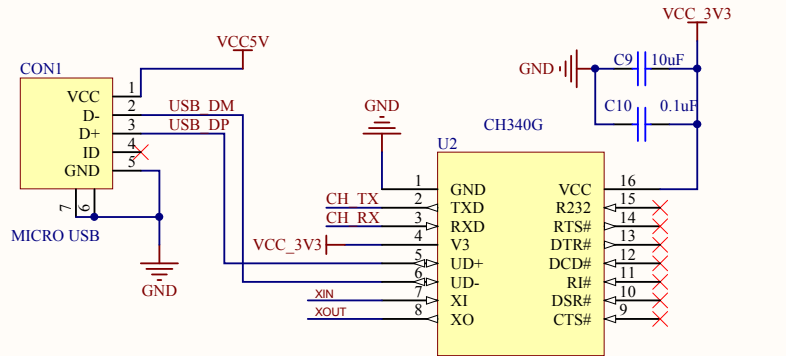 VCC_3V3
VCC5V
GND
C9 10uF
CON1
VCC 1
D- 2 USB_DM
D+ 3 USB_DP
ID 4
GND 5
7 6
MICRO USB
GND
C10 0.1uF
GND
CH340G
U2
1 GND VCC 16
CH_TX 2 TXD R232 15
CH_RX 3 RXD RTS# 14
VCC_3V3 4 V3 DTR# 13
5 UD+ DCD# 12
6 UD- RI# 11
XIN 7 XI DSR# 10
XOUT 8 XO CTS# 9